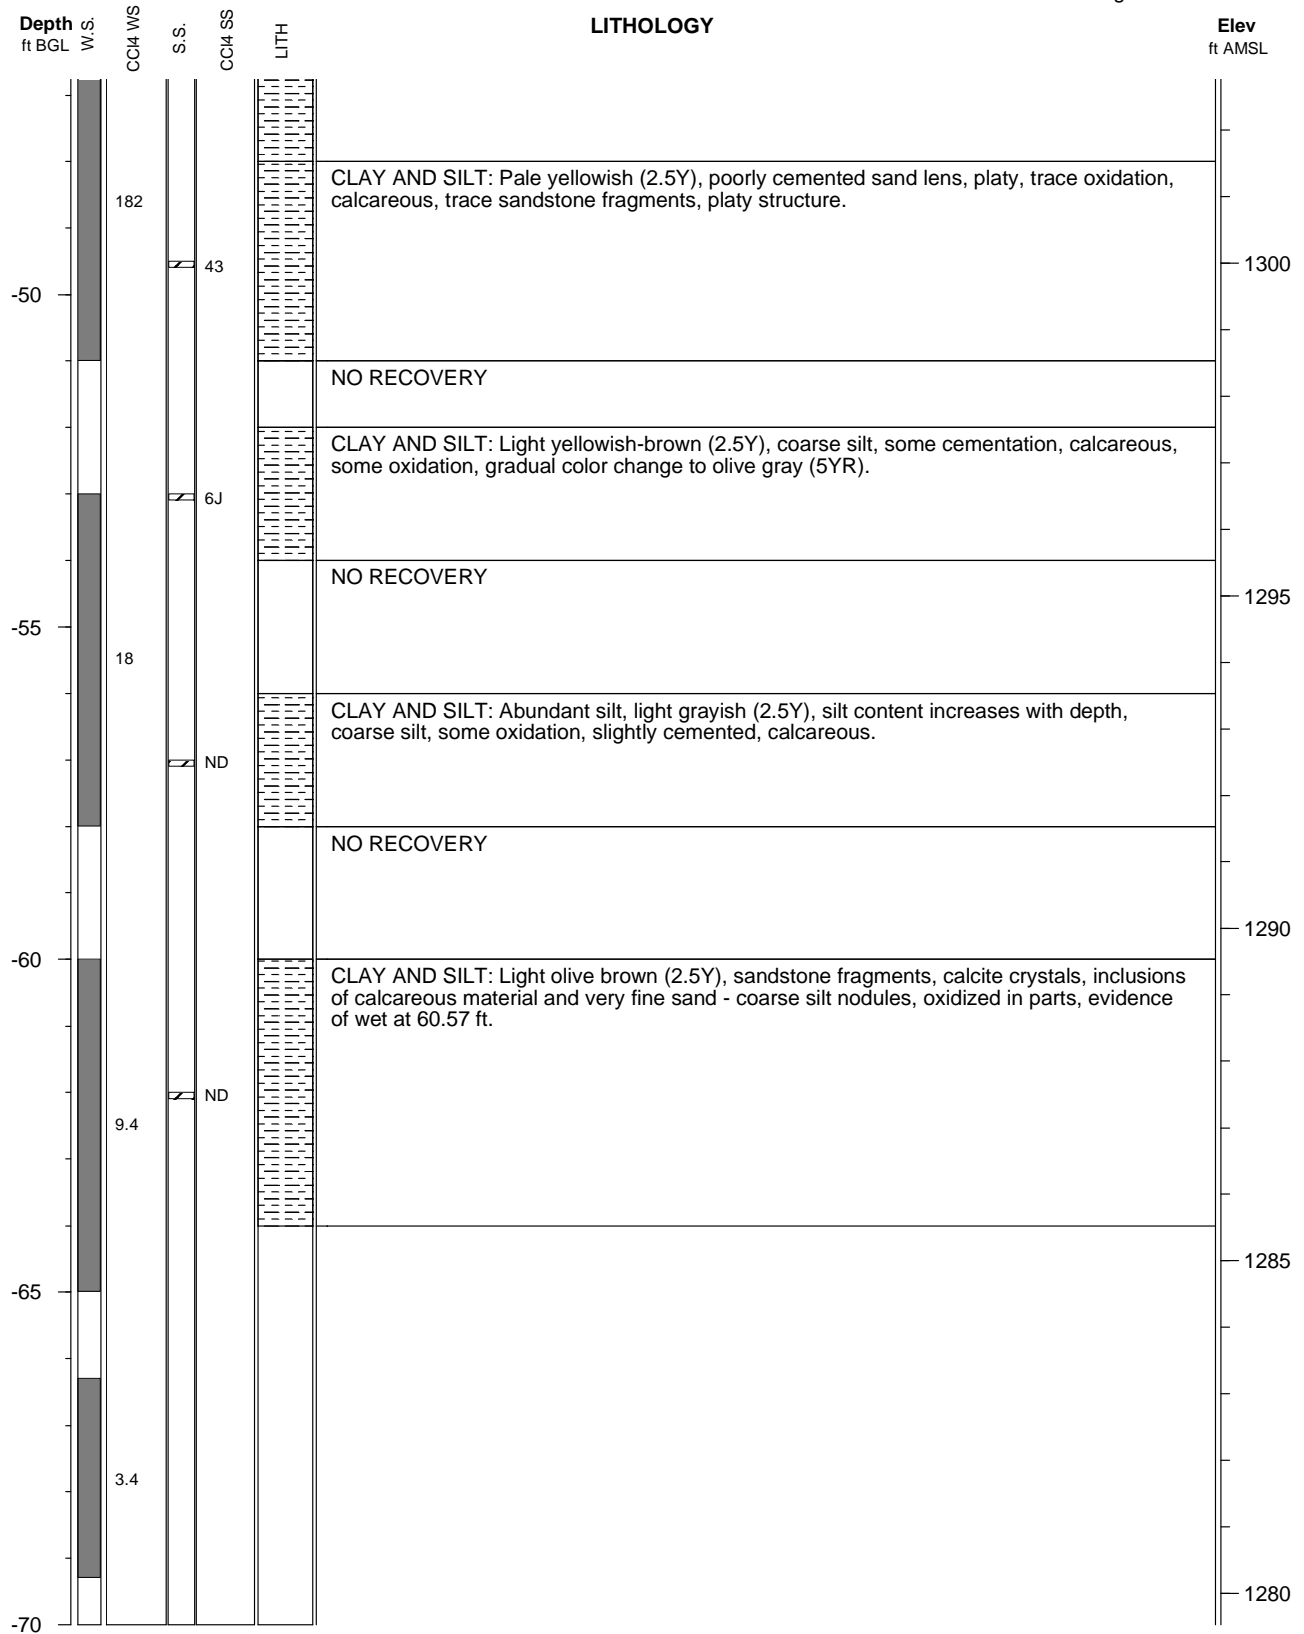 Depth
ft BGL
W.S.
CCl4 WS
S.S.
CCl4 SS
LITH
LITHOLOGY
Elev
ft AMSL
CLAY AND SILT: Pale yellowish (2.5Y), poorly cemented sand lens, platy, trace oxidation,
calcareous, trace sandstone fragments, platy structure.
182
43
1300
-50
NO RECOVERY
CLAY AND SILT: Light yellowish-brown (2.5Y), coarse silt, some cementation, calcareous,
some oxidation, gradual color change to olive gray (5YR).
6J
NO RECOVERY
1295
-55
18
CLAY AND SILT: Abundant silt, light grayish (2.5Y), silt content increases with depth,
coarse silt, some oxidation, slightly cemented, calcareous.
ND
NO RECOVERY
1290
-60
CLAY AND SILT: Light olive brown (2.5Y), sandstone fragments, calcite crystals, inclusions
of calcareous material and very fine sand - coarse silt nodules, oxidized in parts, evidence
of wet at 60.57 ft.
ND
9.4
1285
-65
3.4
1280
-70